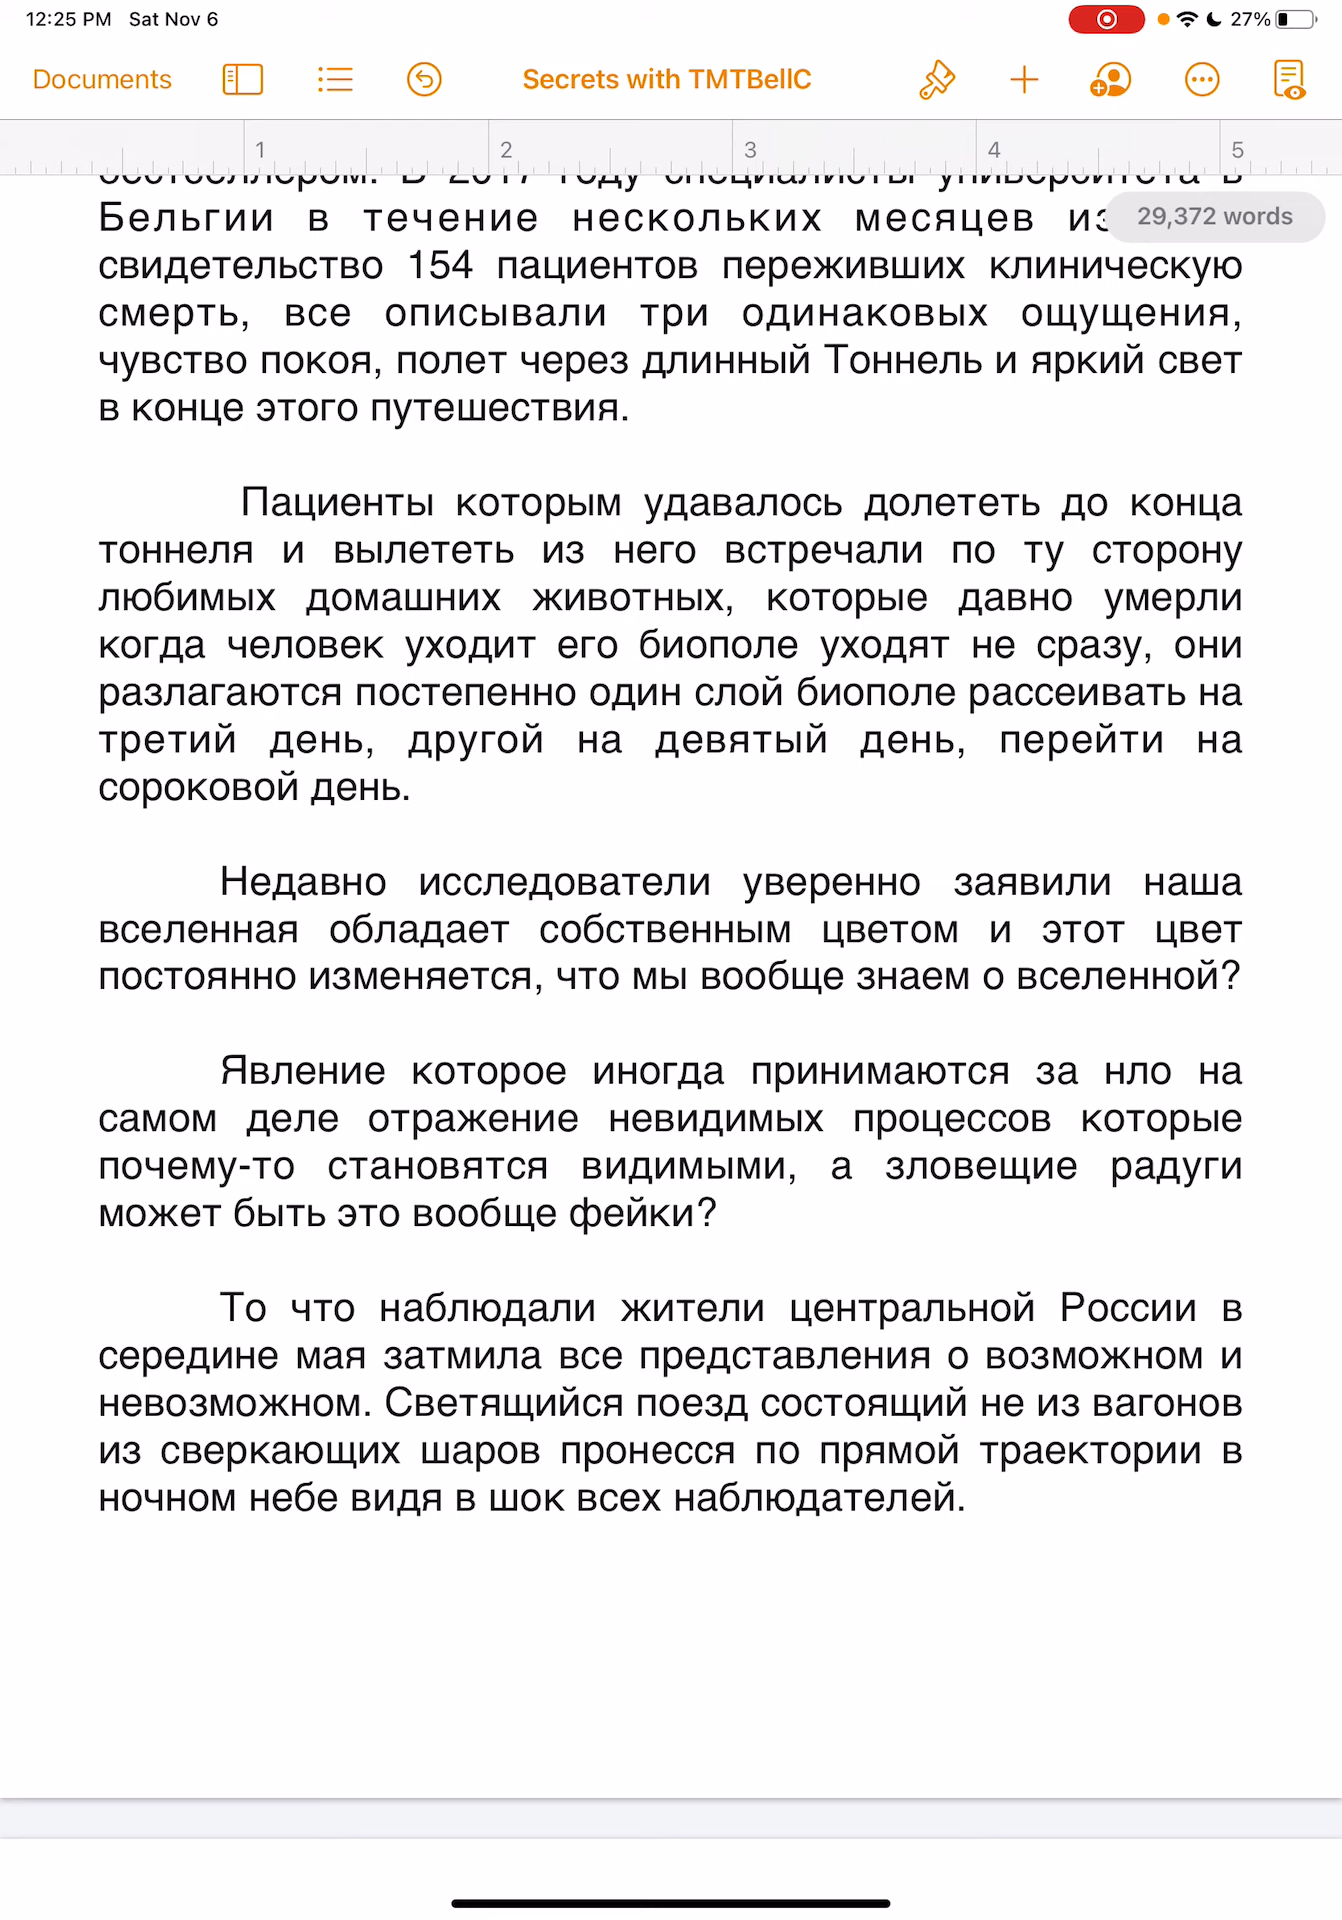 12:25 PM Sat Nov 6
27%
Documents
Secrets with TMTBellC
1 2 3 4 5
бестселлером. В 2017 году специалисты университета в
Бельгии в течение нескольких месяцев из
29,372 words
свидетельство 154 пациентов переживших клиническую
смерть, все описывали три одинаковых ощущения,
чувство покоя, полет через длинный Тоннель и яркий свет
в конце этого путешествия.
Пациенты которым удавалось долететь до конца
тоннеля и вылететь из него встречали по ту сторону
любимых домашних животных, которые давно умерли
когда человек уходит его биополе уходят не сразу, они
разлагаются постепенно один слой биополе рассеивать на
третий день, другой на девятый день, перейти на
сороковой день.
Недавно исследователи уверенно заявили наша
вселенная обладает собственным цветом и этот цвет
постоянно изменяется, что мы вообще знаем о вселенной?
Явление которое иногда принимаются за нло на
самом деле отражение невидимых процессов которые
почему-то становятся видимыми, а зловещие радуги
может быть это вообще фейки?
То что наблюдали жители центральной России в
середине мая затмила все представления о возможном и
невозможном. Светящийся поезд состоящий не из вагонов
из сверкающих шаров пронесся по прямой траектории в
ночном небе видя в шок всех наблюдателей.